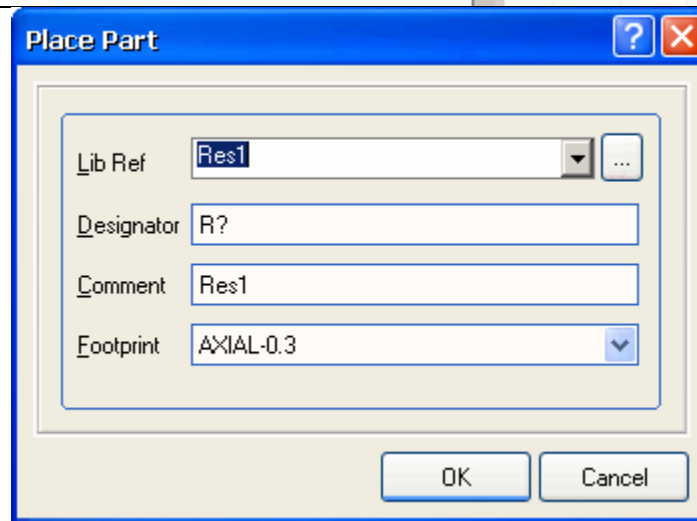 Place Part
?
Lib Ref Res1 ...
Designator R?
Comment Res1
Footprint AXIAL-0.3
OK Cancel